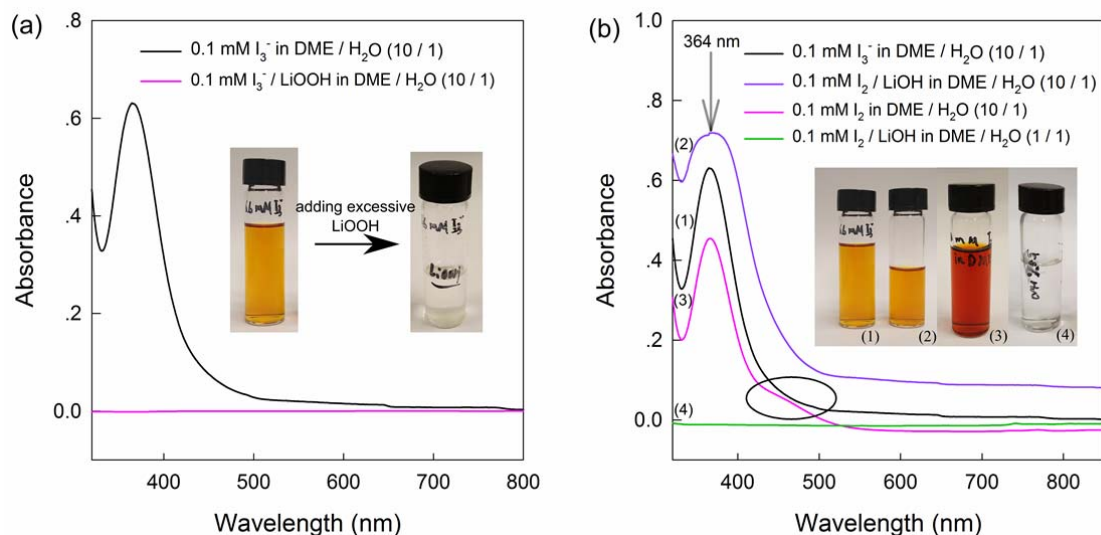 (a)
.8
.6
.4
.2
0.0
Absorbance
400 500 600 700 800
Wavelength (nm)
0.1 mM I₃⁻ in DME / H₂O (10 / 1)
0.1 mM I₃⁻ / LiOOH in DME / H₂O (10 / 1)
adding excessive
LiOOH
(b)
1.0
0.8
0.6
0.4
0.2
0.0
Absorbance
400 500 600 700 800
Wavelength (nm)
364 nm
0.1 mM I₃⁻ in DME / H₂O (10 / 1)
0.1 mM I₂ / LiOH in DME / H₂O (10 / 1)
0.1 mM I₂ in DME / H₂O (10 / 1)
0.1 mM I₂ / LiOH in DME / H₂O (1 / 1)
(2)
(1)
(3)
(4)
(1)
(2)
(3)
(4)